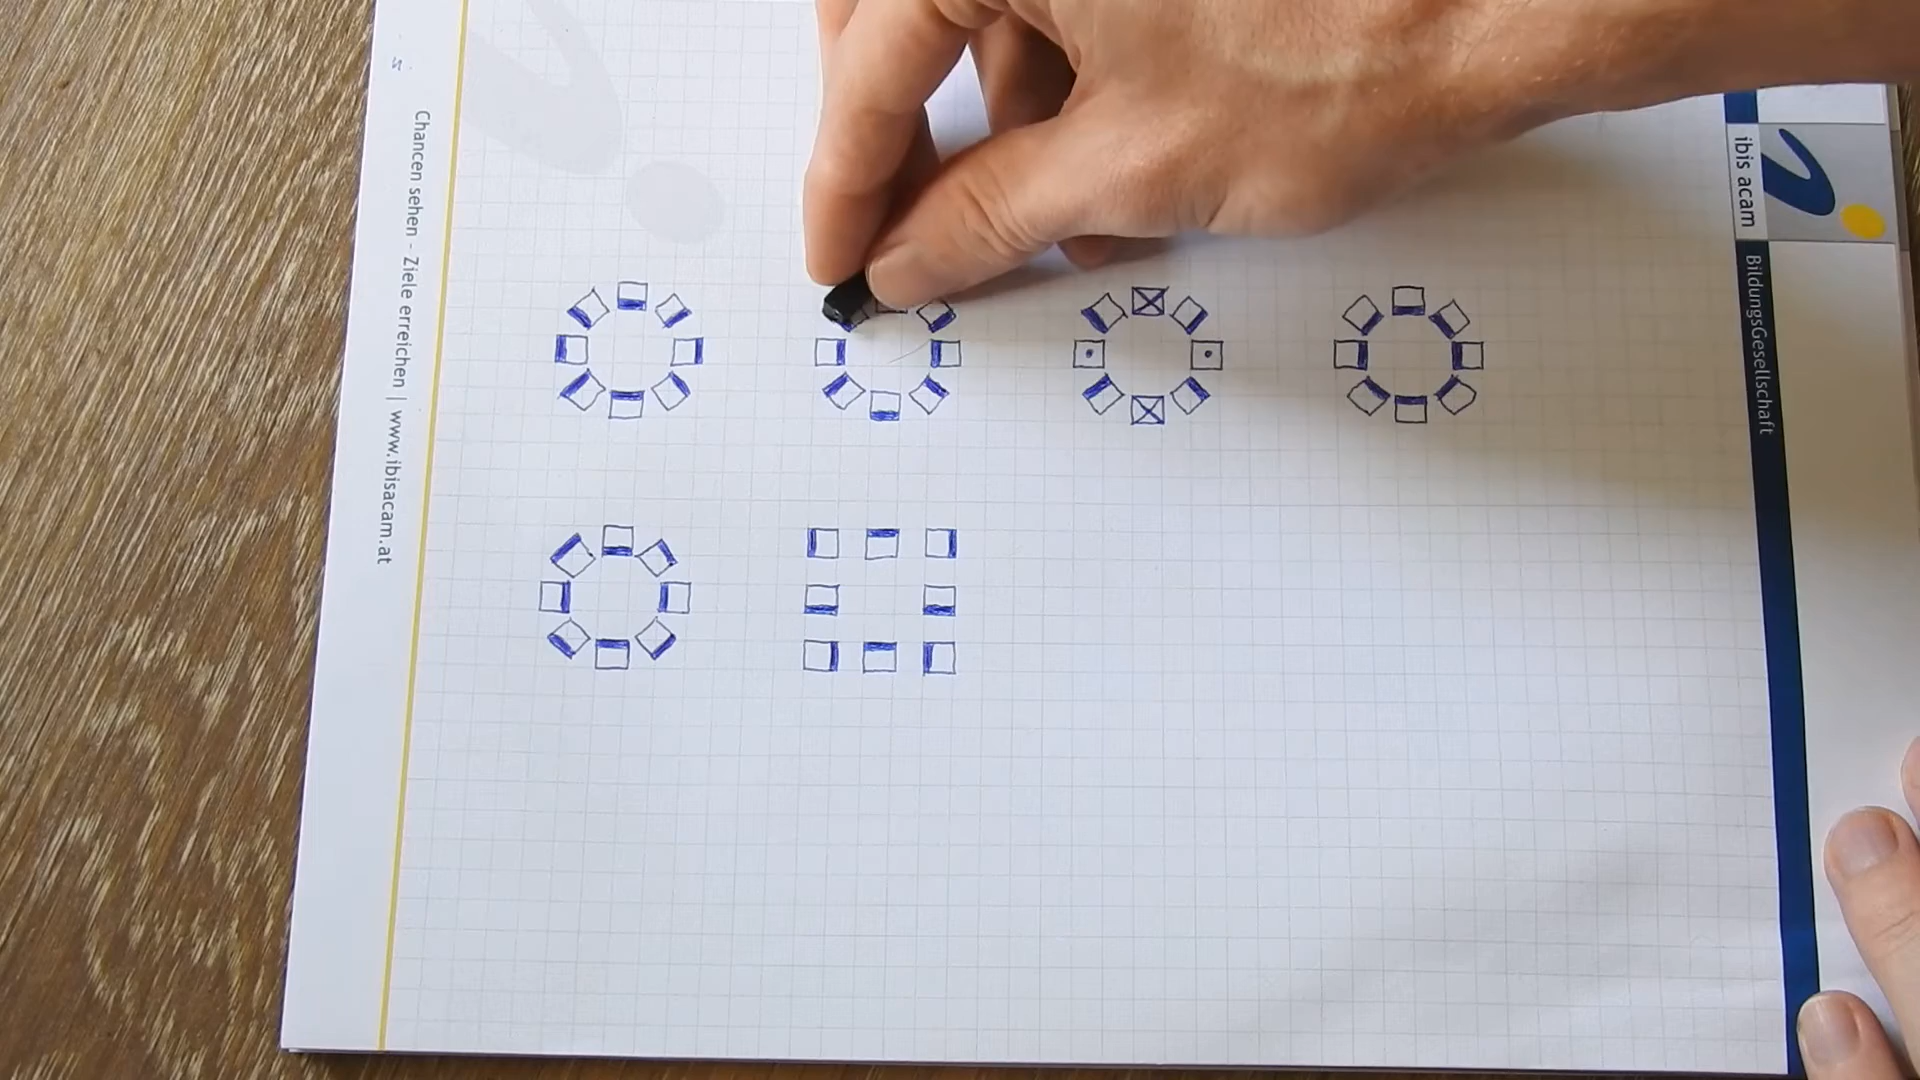 Chancen sehen - Ziele erreichen | www.ibisacam.at
ibis acam
BildungsGesellschaft